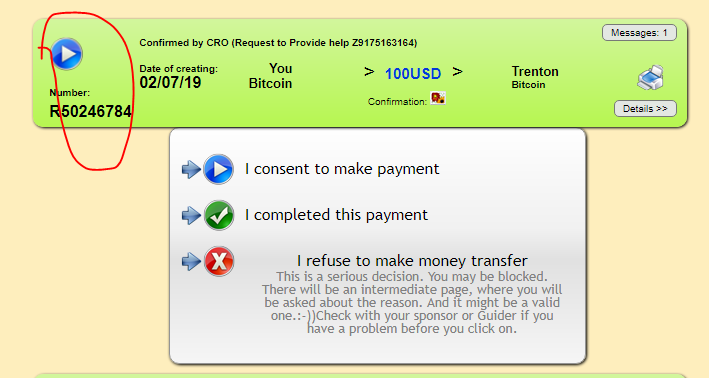 Messages: 1
Confirmed by CRO (Request to Provide help Z9175163164)
Date of creating: You > 100USD > Trenton
02/07/19 Bitcoin Bitcoin
Number: Confirmation:
R50246784 Details >>
I consent to make payment
I completed this payment
I refuse to make money transfer
This is a serious decision. You may be blocked.
There will be an intermediate page, where you will
be asked about the reason. And it might be a valid
one.:-))Check with your sponsor or Guider if you
have a problem before you click on.